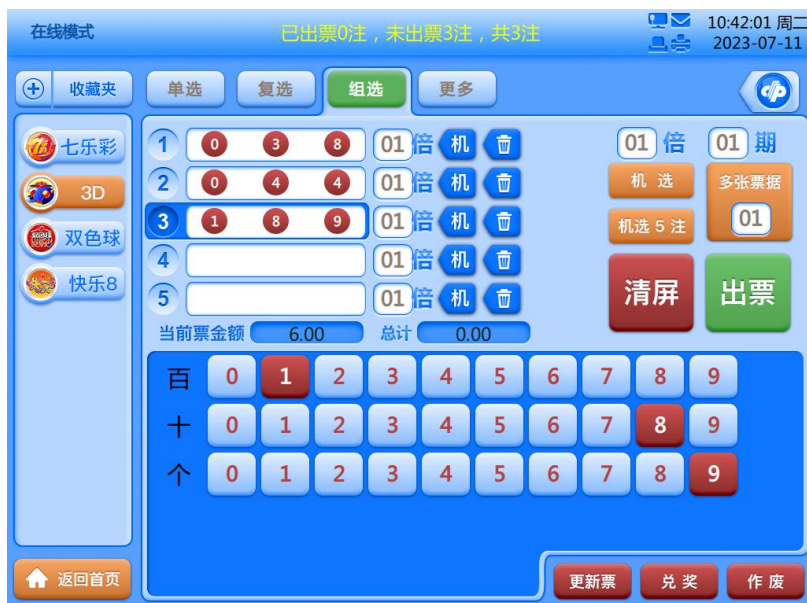 在线模式
已出票0注，未出票3注，共3注
10:42:01 周二
2023-07-11
收藏夹
单选 复选 组选 更多
七乐彩
3D
双色球
快乐8
1 0 3 8 01 倍 机
2 0 4 4 01 倍 机
3 1 8 9 01 倍 机
4 01 倍 机
5 01 倍 机
当前票金额 6.00 总计 0.00
01 倍 01 期
机 选
多张票据
01
机选 5 注
清屏 出票
百 0 1 2 3 4 5 6 7 8 9
十 0 1 2 3 4 5 6 7 8 9
个 0 1 2 3 4 5 6 7 8 9
返回首页
更新票 兑 奖 作 废